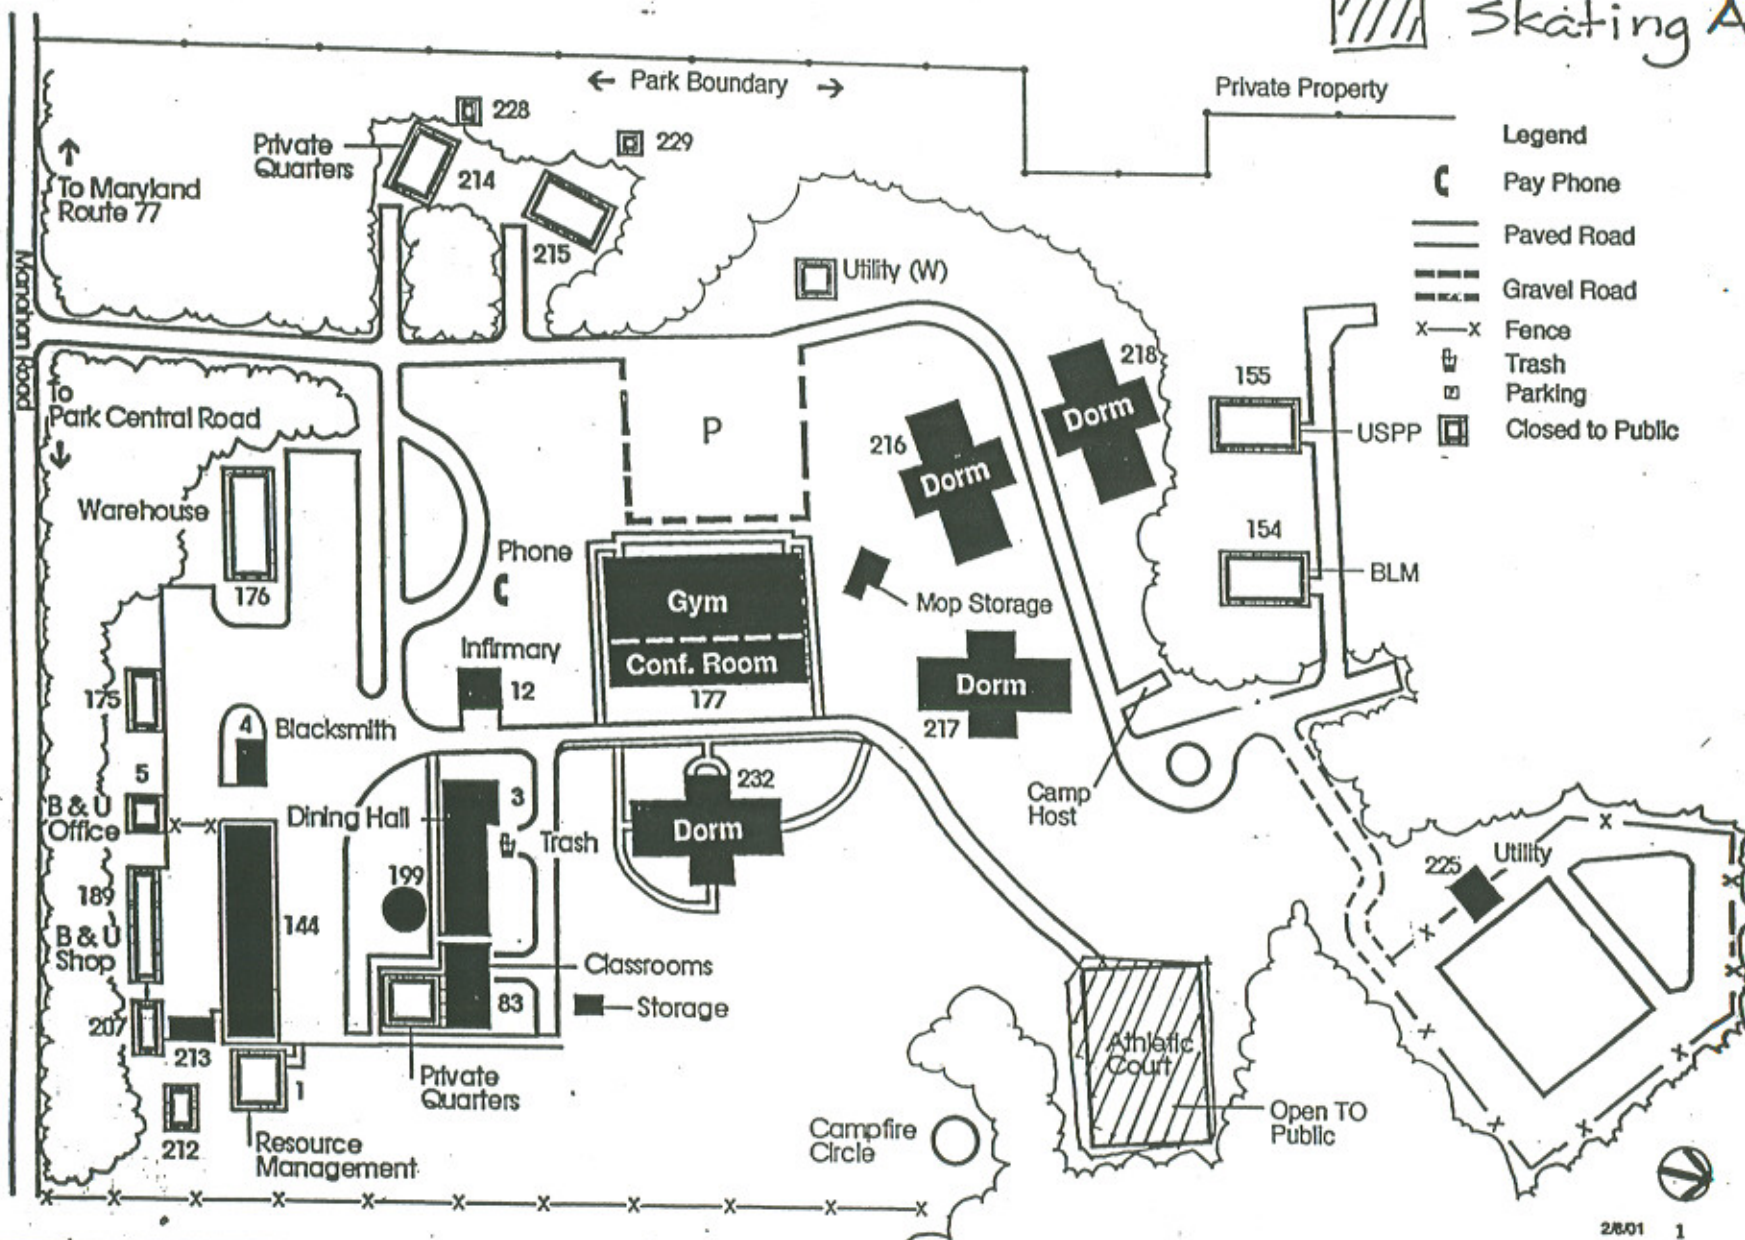 Skating A
← Park Boundary →
Private Property
Legend
Pay Phone
Paved Road
Gravel Road
Fence
Trash
Parking
Closed to Public
228
229
Private
Quarters
214
215
↑
To Maryland
Route 77
Manahan Road
To
Park Central Road
↓
Utility (W)
P
218
Dorm
216
Dorm
155
USPP
154
BLM
Warehouse
176
Phone
Gym
Conf. Room
177
Mop Storage
Infirmary
12
Dorm
217
175
4
Blacksmith
5
B & U
Office
Dining Hall
3
Trash
232
Dorm
Camp
Host
199
189
B & U
Shop
144
Classrooms
83
Storage
207
213
1
212
Private
Quarters
Resource
Management
Campfire
Circle
Athletic
Court
Open TO
Public
225
Utility
2/8/01 1